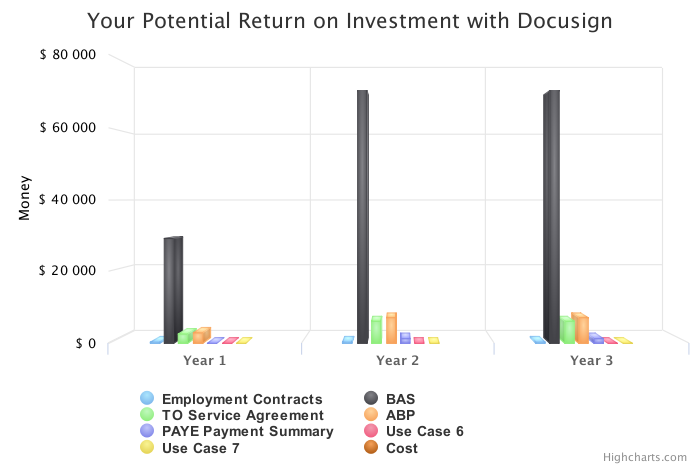 Your Potential Return on Investment with Docusign
$ 80 000
$ 60 000
$ 40 000
$ 20 000
$ 0
Money
Year 1
Year 2
Year 3
Employment Contracts
BAS
TO Service Agreement
ABP
PAYE Payment Summary
Use Case 6
Use Case 7
Cost
Highcharts.com